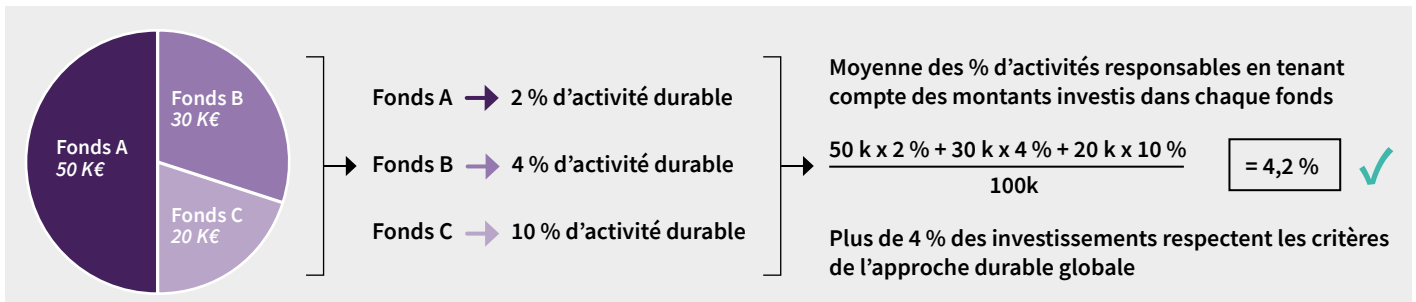 Fonds A
50 K€
Fonds B
30 K€
Fonds C
20 K€
Fonds A
2 % d’activité durable
Fonds B
4 % d’activité durable
Fonds C
10 % d’activité durable
Moyenne des % d’activités responsables en tenant
compte des montants investis dans chaque fonds
50 k x 2 % + 30 k x 4 % + 20 k x 10 %
100k
= 4,2 %
Plus de 4 % des investissements respectent les critères
de l’approche durable globale